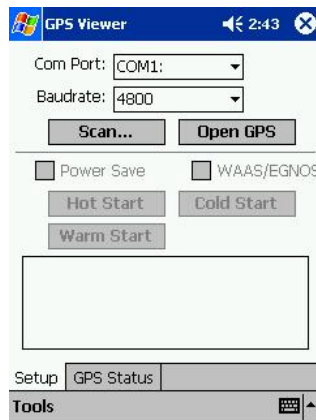 GPS Viewer 2:43
Com Port: COM1:
Baudrate: 4800
Scan... Open GPS
Power Save WAAS/EGNOS
Hot Start Cold Start
Warm Start
Setup GPS Status
Tools